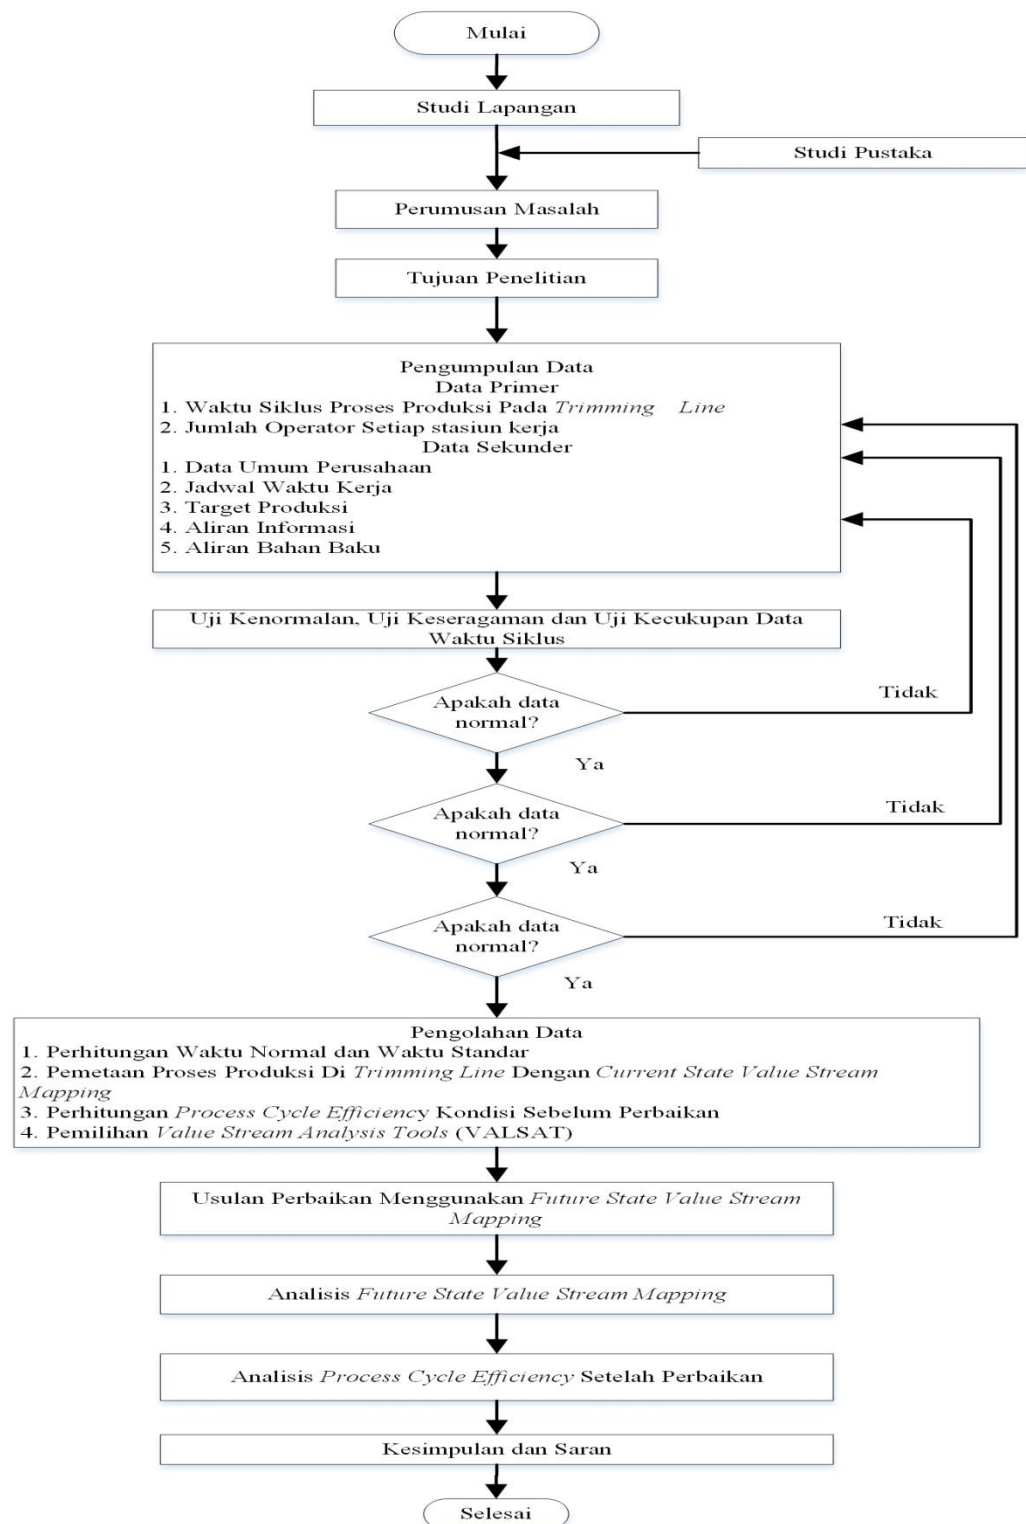 Mulai
Studi Lapangan
Studi Pustaka
Perumusan Masalah
Tujuan Penelitian
Pengumpulan Data
Data Primer
1. Waktu Siklus Proses Produksi Pada Trimming Line
2. Jumlah Operator Setiap stasiun kerja
Data Sekunder
1. Data Umum Perusahaan
2. Jadwal Waktu Kerja
3. Target Produksi
4. Aliran Informasi
5. Aliran Bahan Baku
Uji Kenormalan, Uji Keseragaman dan Uji Kecukupan Data
Waktu Siklus
Apakah data
normal?
Tidak
Ya
Apakah data
normal?
Tidak
Ya
Apakah data
normal?
Tidak
Ya
Pengolahan Data
1. Perhitungan Waktu Normal dan Waktu Standar
2. Pemetaan Proses Produksi Di Trimming Line Dengan Current State Value Stream
Mapping
3. Perhitungan Process Cycle Efficiency Kondisi Sebelum Perbaikan
4. Pemilihan Value Stream Analysis Tools (VALSAT)
Usulan Perbaikan Menggunakan Future State Value Stream
Mapping
Analisis Future State Value Stream Mapping
Analisis Process Cycle Efficiency Setelah Perbaikan
Kesimpulan dan Saran
Selesai